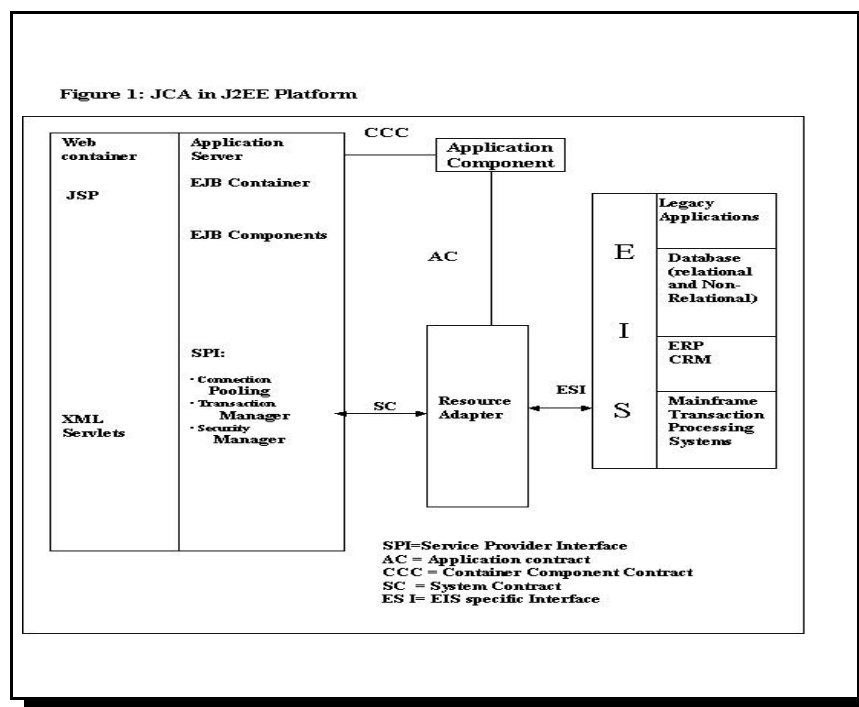 Figure 1: JCA in J2EE Platform
Web
container
JSP
XML
Servlets
Application
Server
EJB Container
EJB Components
SPI:
· Connection
Pooling
· Transaction
Manager
· Security
Manager
CCC
Application
Component
AC
SC
Resource
Adapter
ESI
E
I
S
Legacy
Applications
Database
(relational
and Non-
Relational)
ERP
CRM
Mainframe
Transaction
Processing
Systems
SPI=Service Provider Interface
AC = Application contract
CCC = Container Component Contract
SC = System Contract
ES I= EIS specific Interface